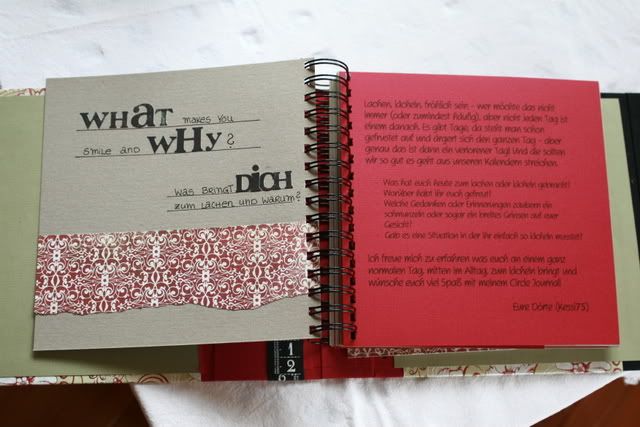 WHAT MAKES YOU
SMILE AND WHY?
WAS BRINGT DICH
ZUM LACHEN UND WARUM?
Lachen, lächeln, fröhlich sein - wer möchte das nicht
immer (oder zumindest häufig), aber nicht jeden Tag ist
einem danach. Es gibt Tage, da steht man schon
gefrustet auf und ärgert sich den ganzen Tag - aber
genau das ist dann ein verlorener Tag! Und die sollten
wir so gut es geht aus unseren Kalendern streichen.
Was hat euch heute zum lachen oder lächeln gebracht?
Worüber habt ihr euch gefreut?
Welche Gedanken oder Erinnerungen zaubern ein
schmunzeln oder sogar ein breites Grinsen auf euer
Gesicht?
Gab es eine Situation in der ihr einfach so lächeln musstet?
Ich freue mich zu erfahren was euch an einem ganz
normalen Tag, mitten im Alltag, zum lächeln bringt und
wünsche euch viel Spaß mit meinem Circle Journal!
Eure Dörte (Kessi75)
1
2
6